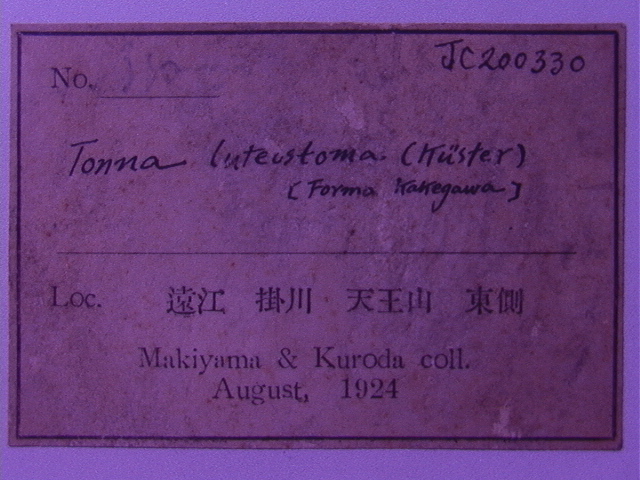 JC200330
No.
Tonna luteostoma (Küster)
[Forma Kakegawa]
Loc. 遠江 掛川 天王山 東側
Makiyama & Kuroda coll.
August, 1924